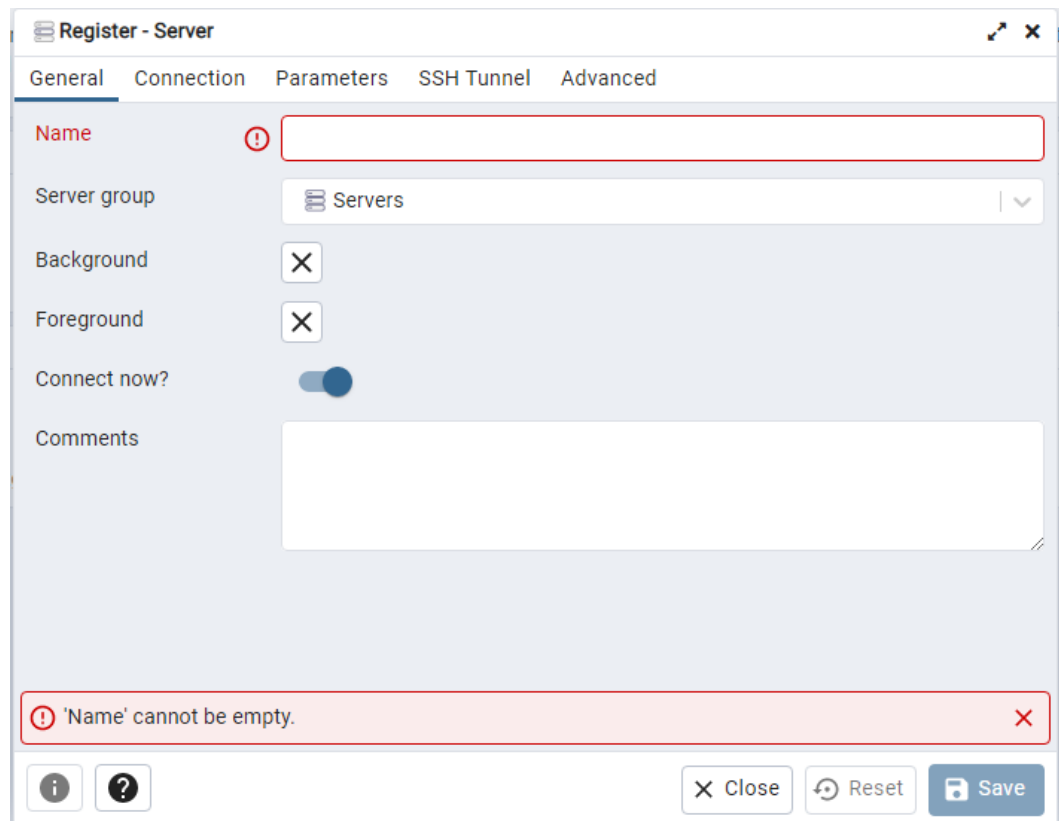 Register - Server
General Connection Parameters SSH Tunnel Advanced
Name
Server group Servers
Background
Foreground
Connect now?
Comments
'Name' cannot be empty.
Close Reset Save